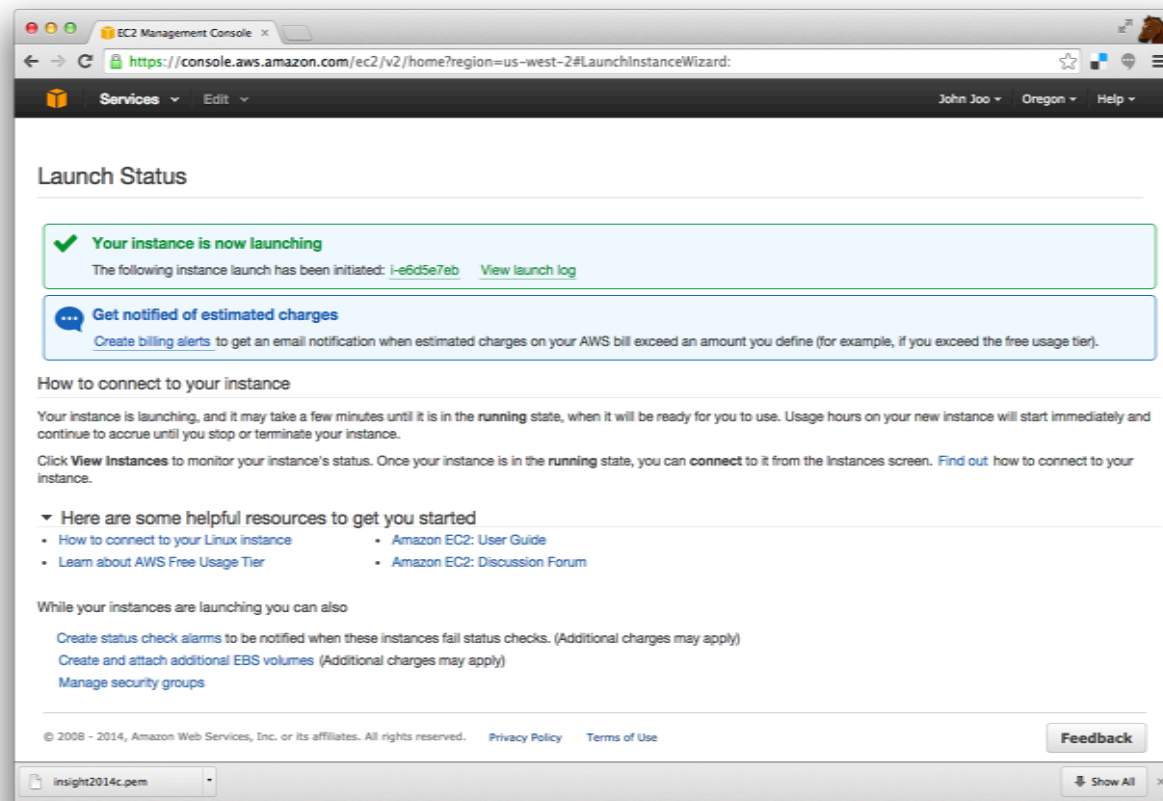 EC2 Management Console ×
https://console.aws.amazon.com/ec2/v2/home?region=us-west-2#LaunchInstanceWizard:
Services Edit John Joo Oregon Help
Launch Status
Your instance is now launching
The following instance launch has been initiated: i-e6d5e7eb View launch log
Get notified of estimated charges
Create billing alerts to get an email notification when estimated charges on your AWS bill exceed an amount you define (for example, if you exceed the free usage tier).
How to connect to your instance
Your instance is launching, and it may take a few minutes until it is in the running state, when it will be ready for you to use. Usage hours on your new instance will start immediately and
continue to accrue until you stop or terminate your instance.
Click View Instances to monitor your instance's status. Once your instance is in the running state, you can connect to it from the Instances screen. Find out how to connect to your
instance.
Here are some helpful resources to get you started
• How to connect to your Linux instance • Amazon EC2: User Guide
• Learn about AWS Free Usage Tier • Amazon EC2: Discussion Forum
While your instances are launching you can also
Create status check alarms to be notified when these instances fail status checks. (Additional charges may apply)
Create and attach additional EBS volumes (Additional charges may apply)
Manage security groups
© 2008 - 2014, Amazon Web Services, Inc. or its affiliates. All rights reserved. Privacy Policy Terms of Use Feedback
insight2014c.pem Show All ×